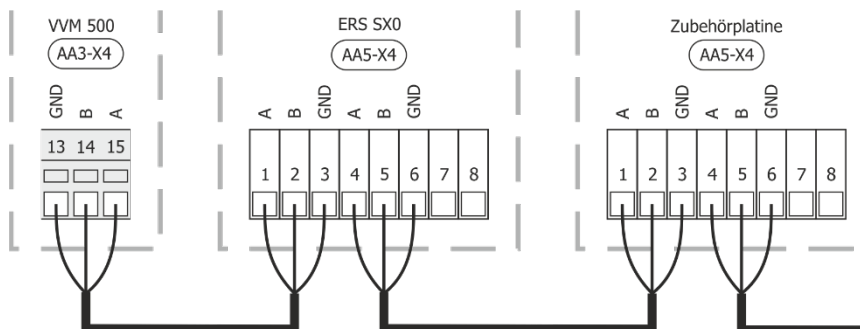 VVM 500
AA3-X4
GND B A
13 14 15
ERS SX0
AA5-X4
A B GND A B GND
1 2 3 4 5 6 7 8
Zubehörplatine
AA5-X4
A B GND A B GND
1 2 3 4 5 6 7 8